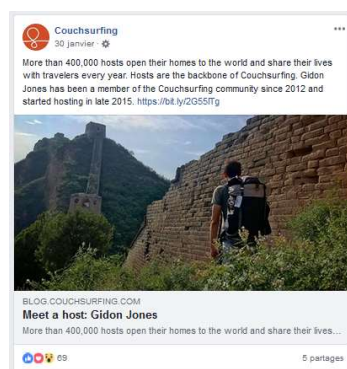 Couchsurfing
30 janvier ·
More than 400,000 hosts open their homes to the world and share their lives
with travelers every year. Hosts are the backbone of Couchsurfing. Gidon
Jones has been a member of the Couchsurfing community since 2012 and
started hosting in late 2015. https://bit.ly/2G55lTg
BLOG.COUCHSURFING.COM
Meet a host: Gidon Jones
More than 400,000 hosts open their homes to the world and share their lives...
69
5 partages